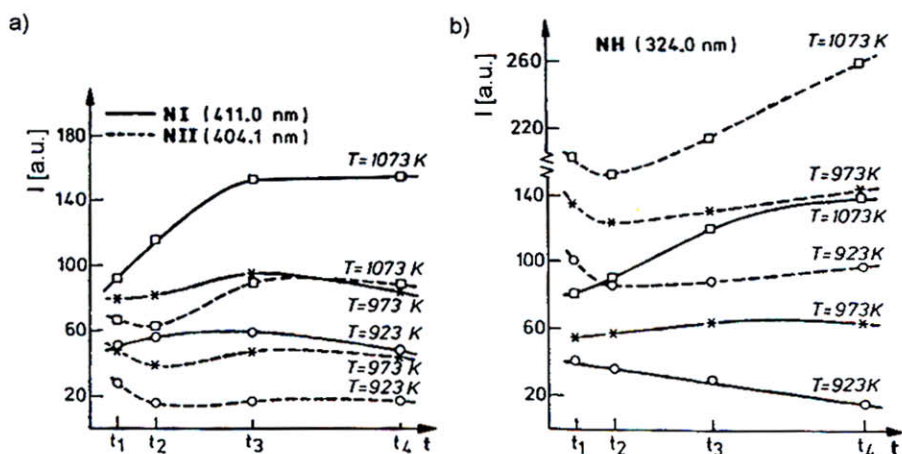 a)
I [a.u.]
NI (411.0 nm)
NII (404.1 nm)
180
140
100
60
20
T=1073 K
T=1073 K
T=973 K
T=923 K
T=973 K
T=923 K
t1 t2 t3 t4 t
b)
I [a.u.]
NH (324.0 nm)
260
220
140
100
60
20
T=1073 K
T=973K
T=1073K
T=923K
T=973K
T=923K
t1 t2 t3 t4 t